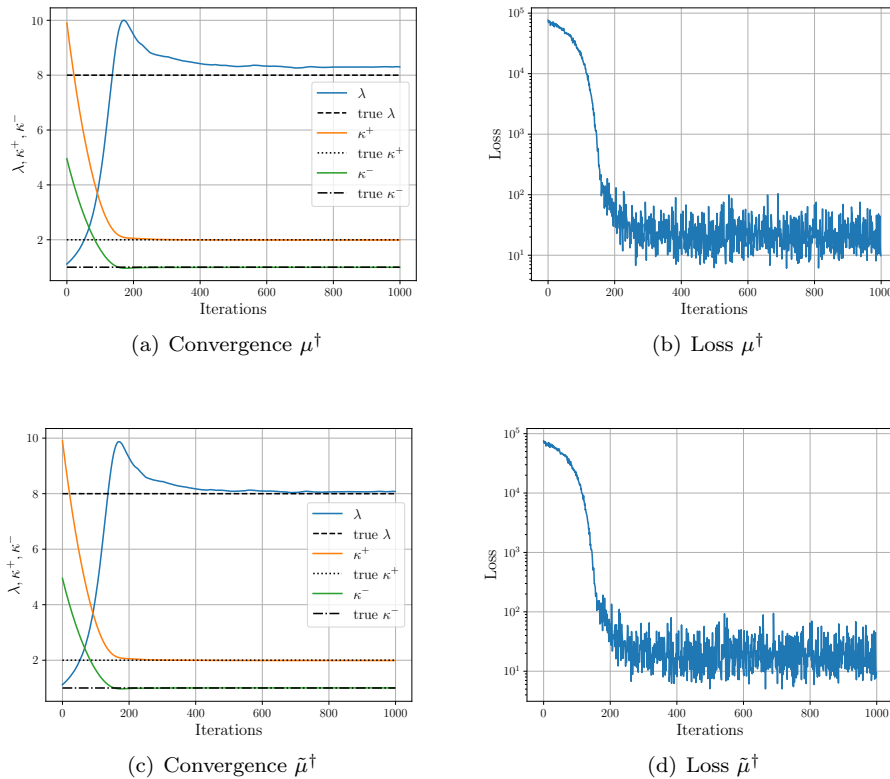 10
8
6
4
2
λ, κ⁺, κ⁻
λ
true λ
κ⁺
true κ⁺
κ⁻
true κ⁻
0 200 400 600 800 1000
Iterations
(a) Convergence μ†
10⁵
10⁴
10³
10²
10¹
Loss
0 200 400 600 800 1000
Iterations
(b) Loss μ†
10
8
6
4
2
λ, κ⁺, κ⁻
λ
true λ
κ⁺
true κ⁺
κ⁻
true κ⁻
0 200 400 600 800 1000
Iterations
(c) Convergence μ̃†
10⁵
10⁴
10³
10²
10¹
Loss
0 200 400 600 800 1000
Iterations
(d) Loss μ̃†